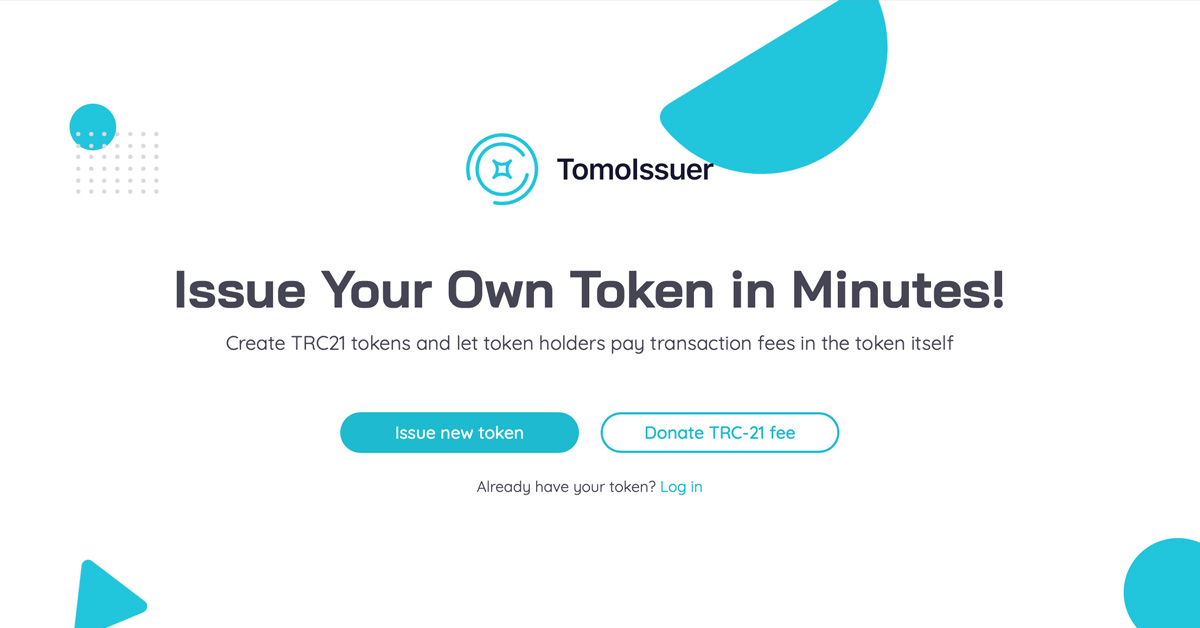 TomoIssuer
Issue Your Own Token in Minutes!
Create TRC21 tokens and let token holders pay transaction fees in the token itself
Issue new token
Donate TRC-21 fee
Already have your token? Log in